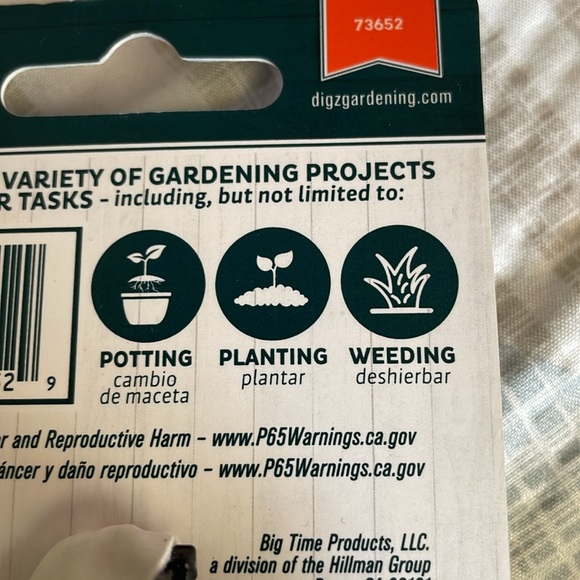 73652
digzgardening.com
VARIETY OF GARDENING PROJECTS
TASKS – including, but not limited to:
POTTING
cambio
de maceta
PLANTING
plantar
WEEDING
deshierbar
2 9
and Reproductive Harm – www.P65Warnings.ca.gov
y daño reproductivo – www.P65Warnings.ca.gov
Big Time Products, LLC.
a division of the Hillman Group